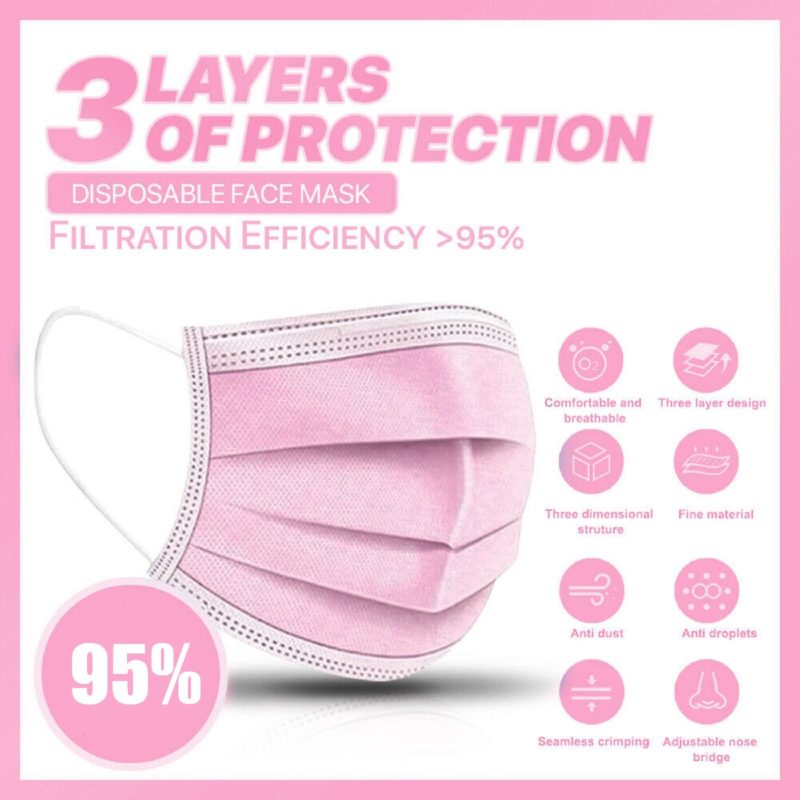 3 LAYERS
OF PROTECTION
DISPOSABLE FACE MASK
FILTRATION EFFICIENCY >95%
O2
Comfortable and
breathable
Three layer design
Three dimensional
struture
Fine material
Anti dust
Anti droplets
Seamless crimping
Adjustable nose
bridge
95%